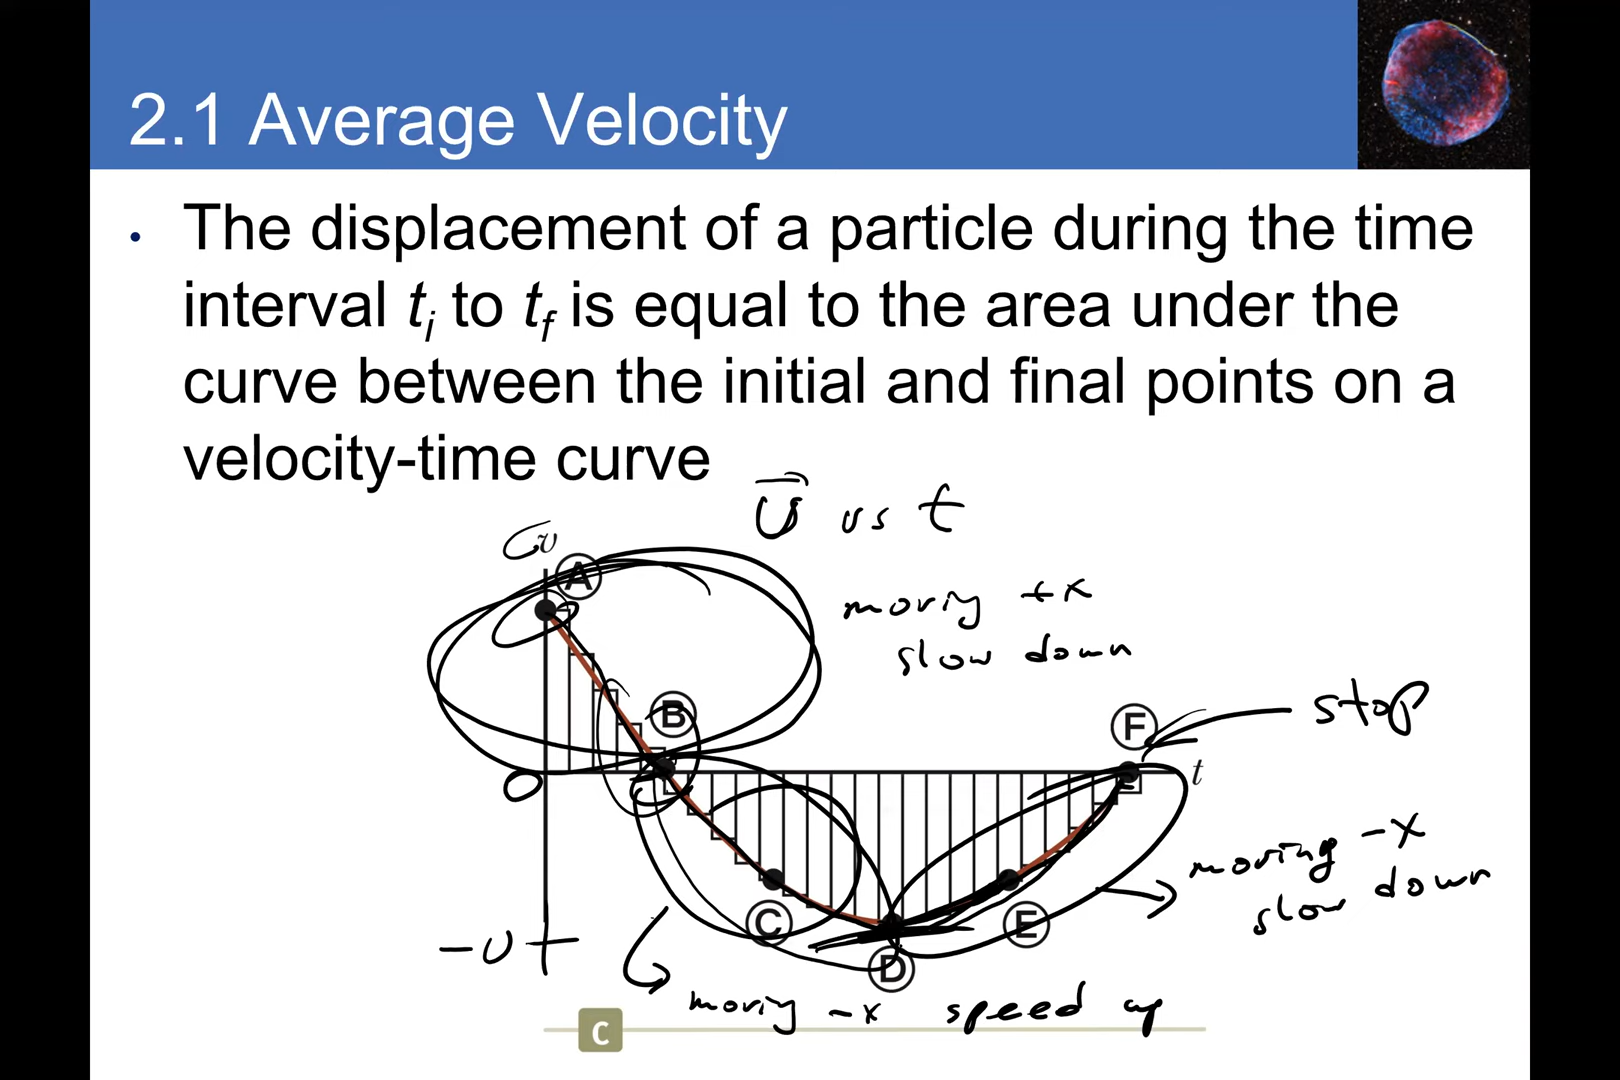 2.1 Average Velocity
• The displacement of a particle during the time
interval ti to tf is equal to the area under the
curve between the initial and final points on a
velocity-time curve
v vs t
v
A
moving +x
slow down
B
stop
F
0
t
moving -x
slow down
C
E
-v
D
moving -x speed up
C